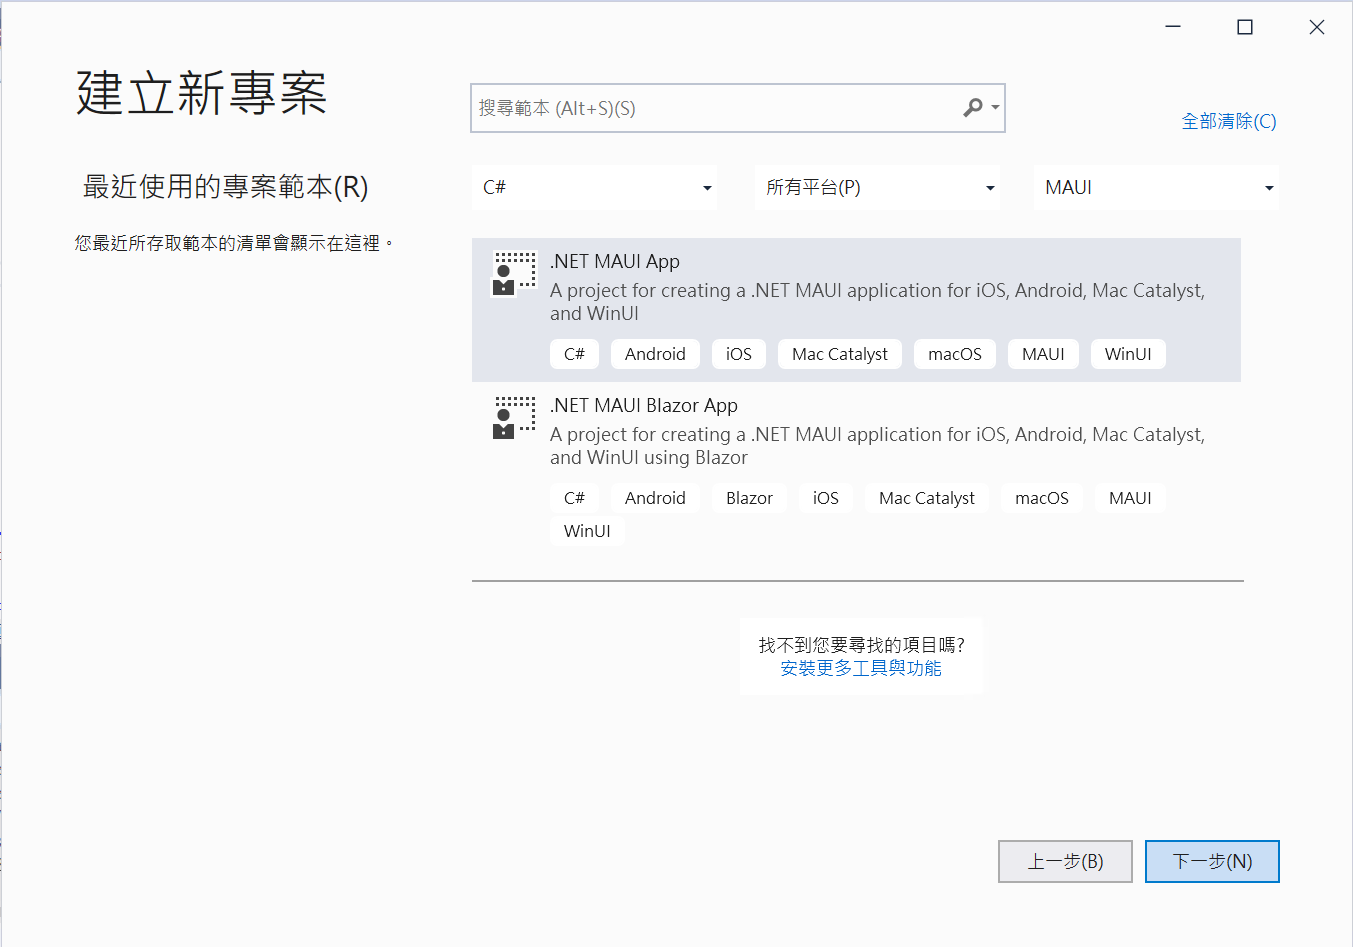 建立新專案
搜尋範本 (Alt+S)(S)
全部清除(C)
最近使用的專案範本(R)
您最近所存取範本的清單會顯示在這裡。
C#
所有平台(P)
MAUI
.NET MAUI App
A project for creating a .NET MAUI application for iOS, Android, Mac Catalyst,
and WinUI
C# Android iOS Mac Catalyst macOS MAUI WinUI
.NET MAUI Blazor App
A project for creating a .NET MAUI application for iOS, Android, Mac Catalyst,
and WinUI using Blazor
C# Android Blazor iOS Mac Catalyst macOS MAUI
WinUI
找不到您要尋找的項目嗎?
安裝更多工具與功能
上一步(B)
下一步(N)